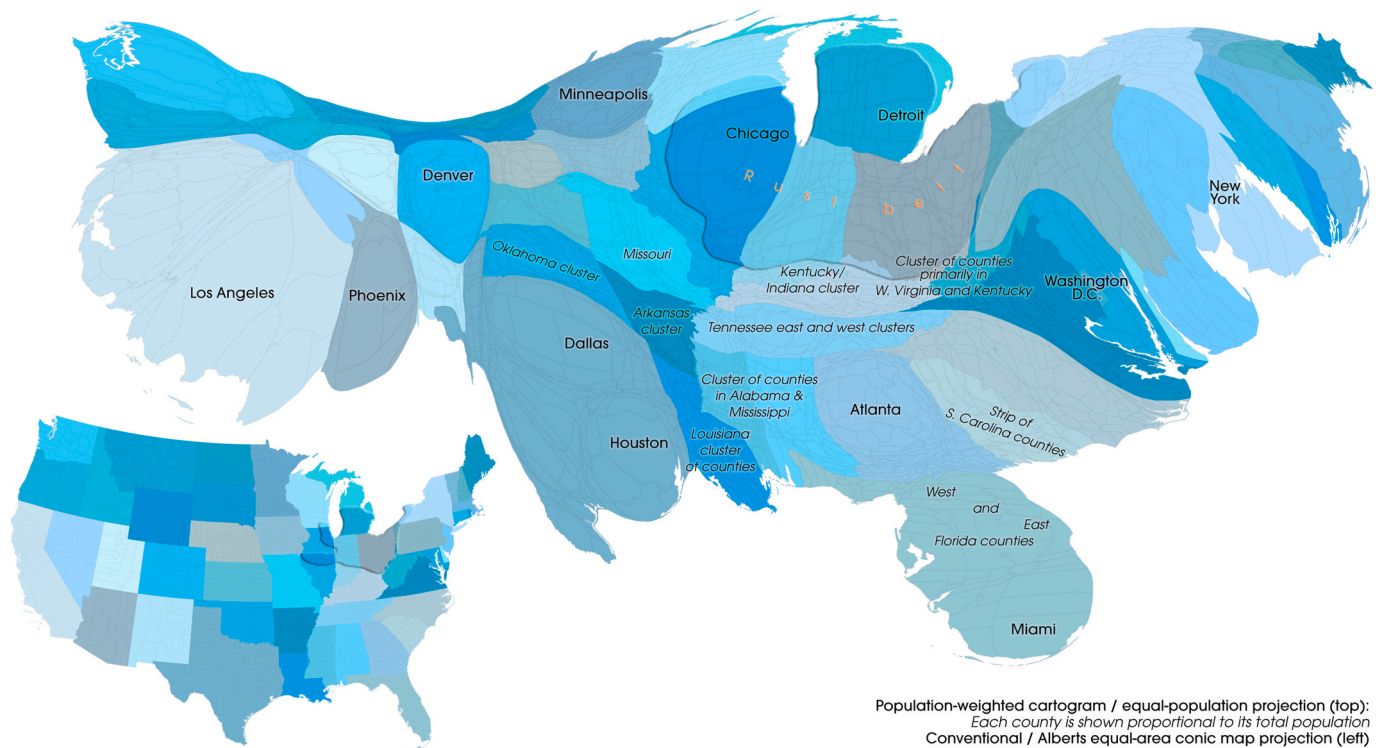 Minneapolis
Chicago
Detroit
Denver
Rust belt
New
York
Oklahoma cluster
Missouri
Los Angeles
Phoenix
Kentucky/
Indiana cluster
Cluster of counties
primarily in
W. Virginia and Kentucky
Washington
D.C.
Arkansas
cluster
Tennessee east and west clusters
Dallas
Cluster of counties
in Alabama &
Mississippi
Atlanta
Strip of
S. Carolina counties
Houston
Louisiana
cluster
of counties
West
and
East
Florida counties
Miami
Population-weighted cartogram / equal-population projection (top):
Each county is shown proportional to its total population
Conventional / Alberts equal-area conic map projection (left)